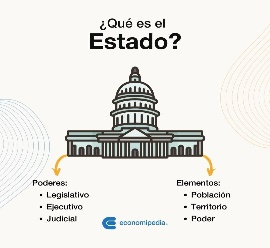 ¿Qué es el
Estado?
Poderes:
• Legislativo
• Ejecutivo
• Judicial
Elementos:
• Población
• Territorio
• Poder
economipedia.